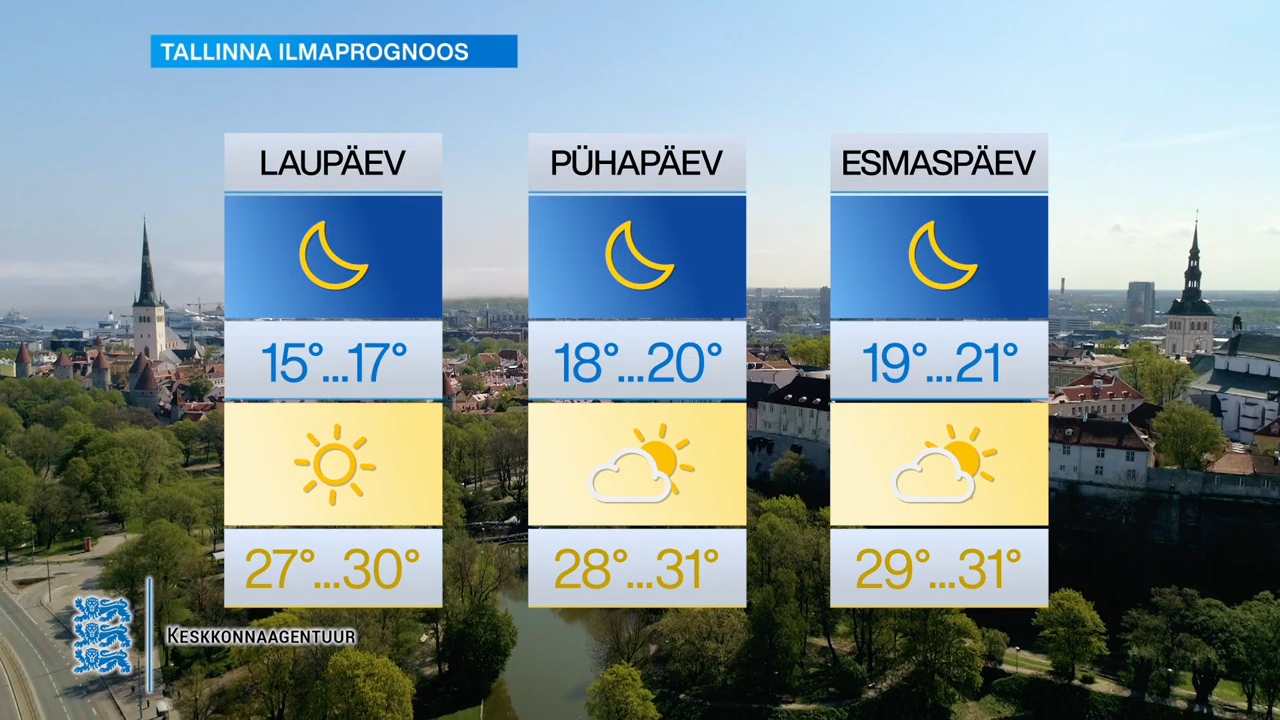 TALLINNA ILMAPROGNOOS
LAUPÄEV
15°...17°
27°...30°
PÜHAPÄEV
18°...20°
28°...31°
ESMASPÄEV
19°...21°
29°...31°
KESKKONNAAGENTUUR